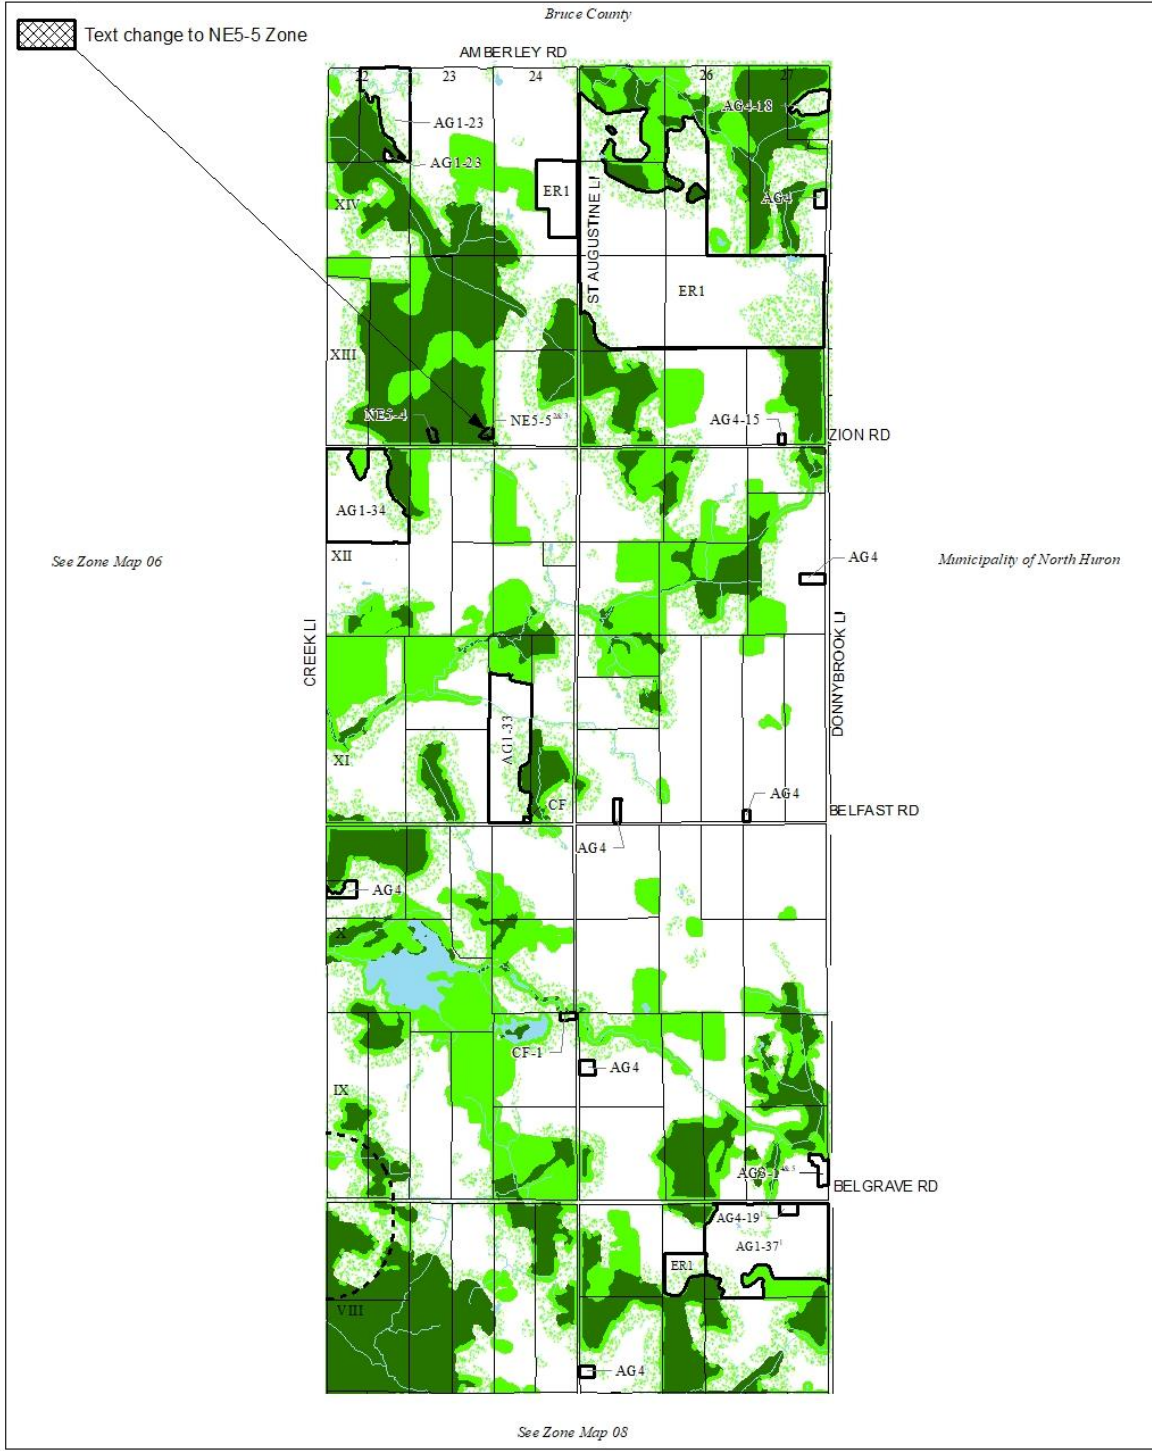 Bruce County
Text change to NE5-5 Zone
AMBERLEY RD
22
23
24
26
27
AG4-18
AG1-23
AG1-23
ER1
AG4
XIV
ST AUGUSTINE LI
ER1
XIII
NE5-4
NE5-5
AG4-15
ZION RD
AG1-34
XII
See Zone Map 06
AG4
Municipality of North Huron
CREEK LI
DONNYBROOK LI
AG1-33
XI
CF
AG4
BELFAST RD
AG4
AG4
X
CF-1
AG4
IX
BELGRAVE RD
AG4-19
AG1-37¹
ER1
VIII
AG4
See Zone Map 08